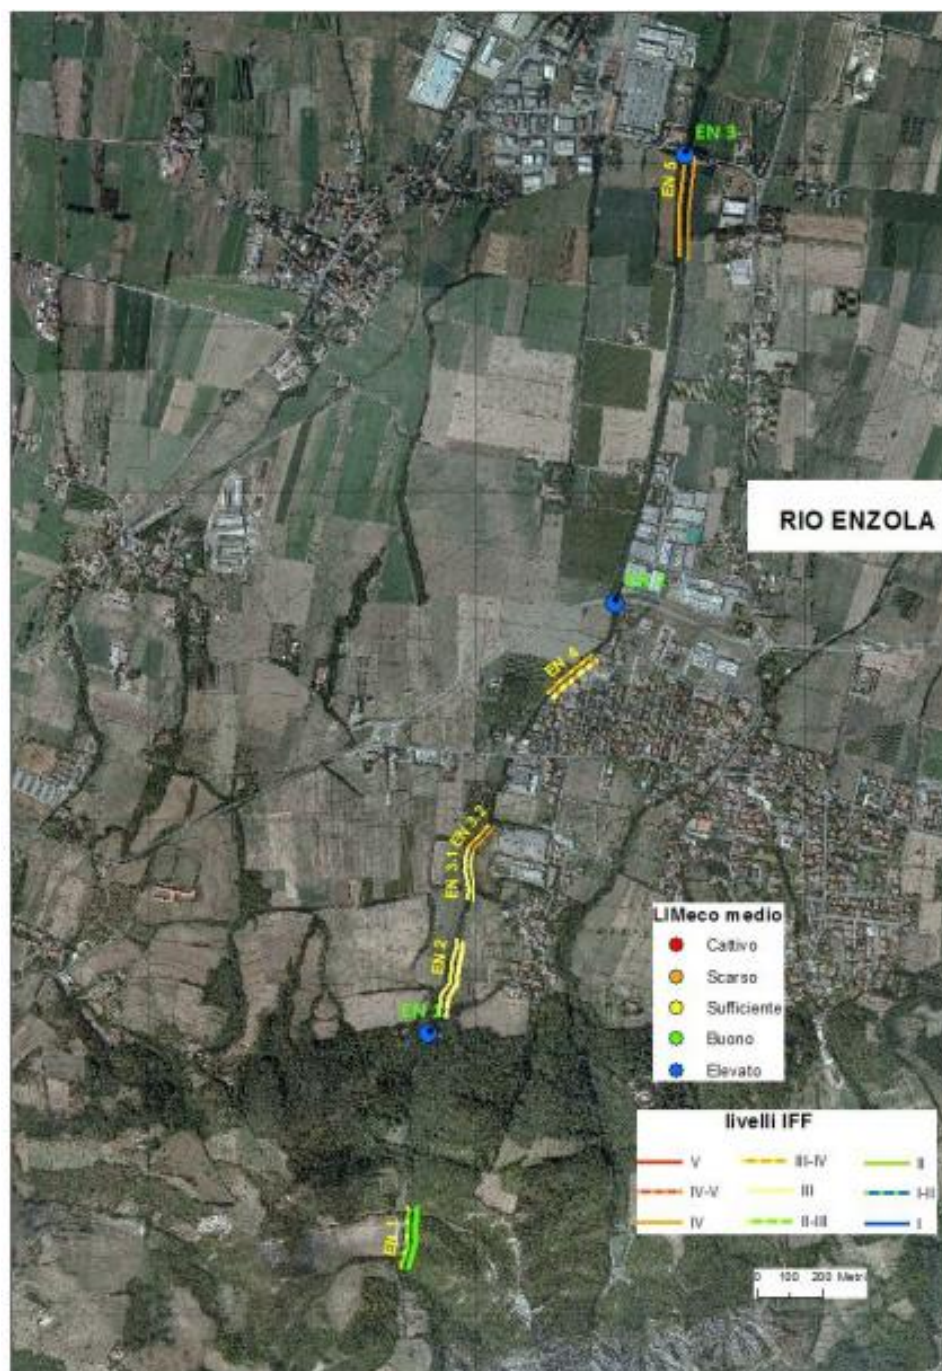 EN 3
EN 5
RIO ENZOLA
EN 4
EN 3.2
EN 3.1
EN 2
EN
EN 1
LIMeco medio
Cattivo
Scarso
Sufficiente
Buono
Elevato
livelli IFF
V III-IV II
IV-V III I-II
IV II-III I
0 100 200 Metri